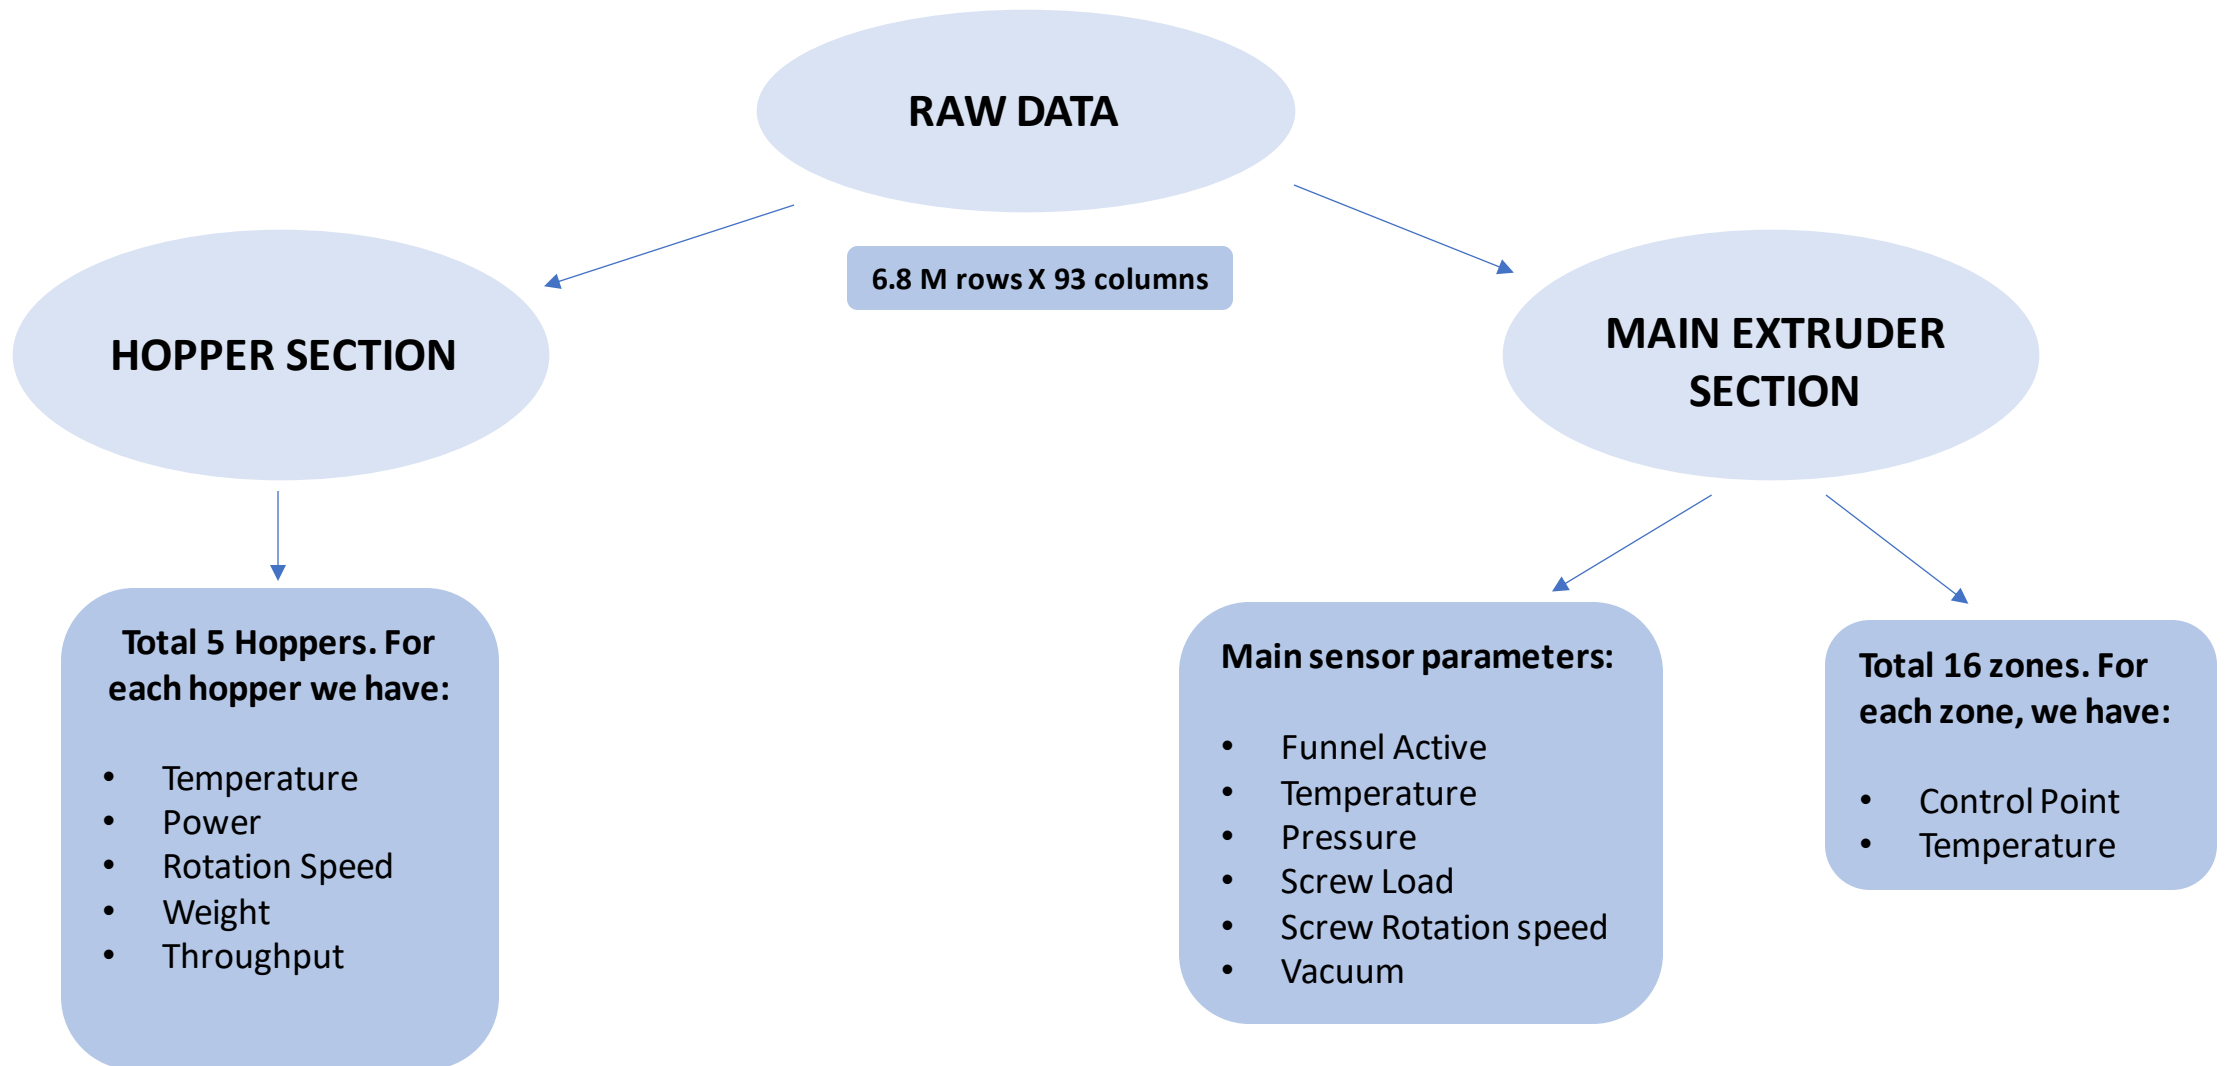 RAW DATA
6.8 M rows X 93 columns
HOPPER SECTION
MAIN EXTRUDER
SECTION
Total 5 Hoppers. For
each hopper we have:
• Temperature
• Power
• Rotation Speed
• Weight
• Throughput
Main sensor parameters:
• Funnel Active
• Temperature
• Pressure
• Screw Load
• Screw Rotation speed
• Vacuum
Total 16 zones. For
each zone, we have:
• Control Point
• Temperature